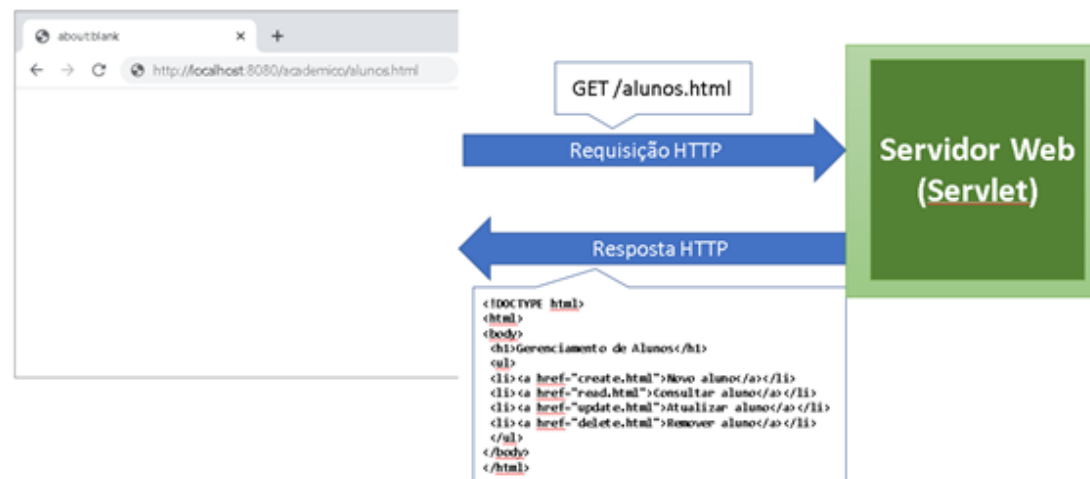 about:blank
http://localhost:8080/academico/alunos.html
GET /alunos.html
Requisição HTTP
Servidor Web
(Servlet)
Resposta HTTP
<!DOCTYPE html>
<html>
<body>
<h1>Gerenciamento de Alunos</h1>
<ul>
<li><a href="create.html">Novo aluno</a></li>
<li><a href="read.html">Consultar aluno</a></li>
<li><a href="update.html">Atualizar aluno</a></li>
<li><a href="delete.html">Remover aluno</a></li>
</ul>
</body>
</html>